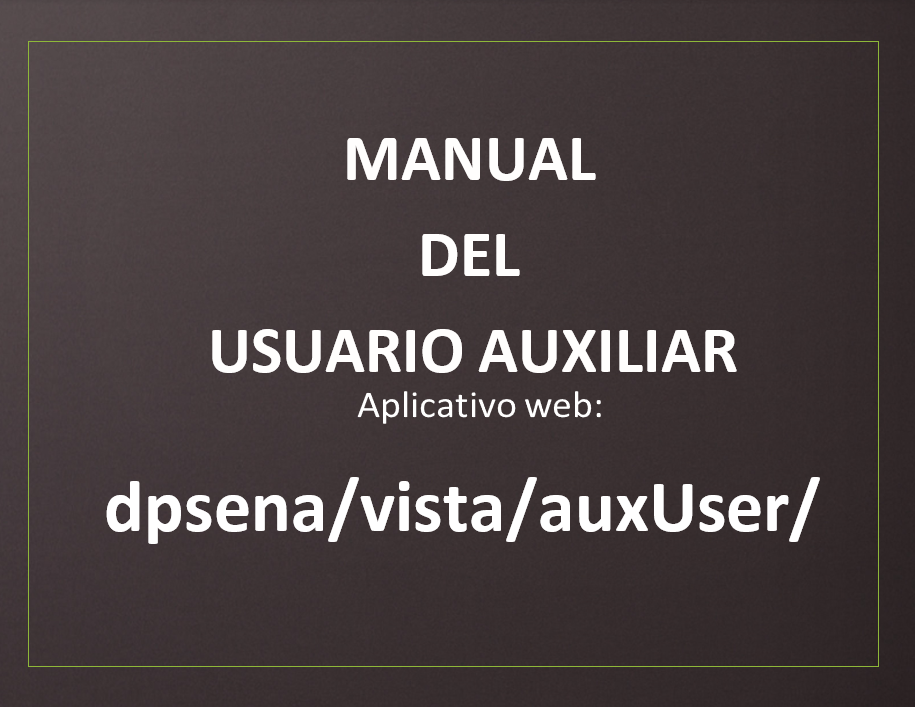 MANUAL
DEL
USUARIO AUXILIAR
Aplicativo web:
dpsena/vista/auxUser/